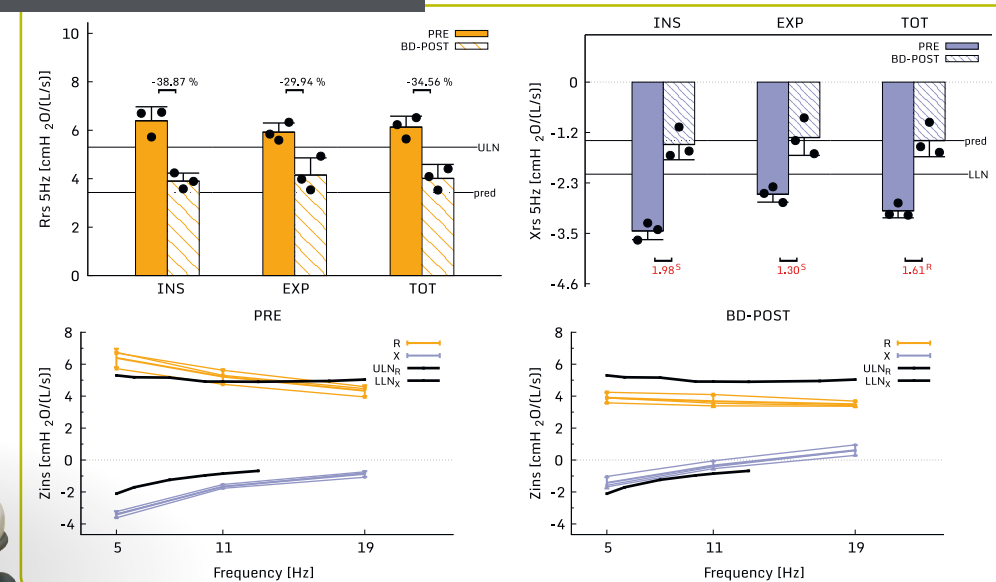 10
8
6
4
2
0
Rrs 5Hz [cmH 2O/(L/s)]
PRE
BD-POST
-38.87 %
-29.94 %
-34.56 %
ULN
pred
INS EXP TOT
INS EXP TOT
PRE
BD-POST
0
-1.2
-2.3
-3.5
-4.6
Xrs 5Hz [cmH 2O/(L/s)]
pred
LLN
1.98 S
1.30 S
1.61 R
PRE
8
6
4
2
0
-2
-4
Zins [cmH 2O/(L/s)]
R
X
ULNR
LLNX
5 11 19
Frequency [Hz]
BD-POST
8
6
4
2
0
-2
-4
Zins [cmH 2O/(L/s)]
R
X
ULNR
LLNX
5 11 19
Frequency [Hz]